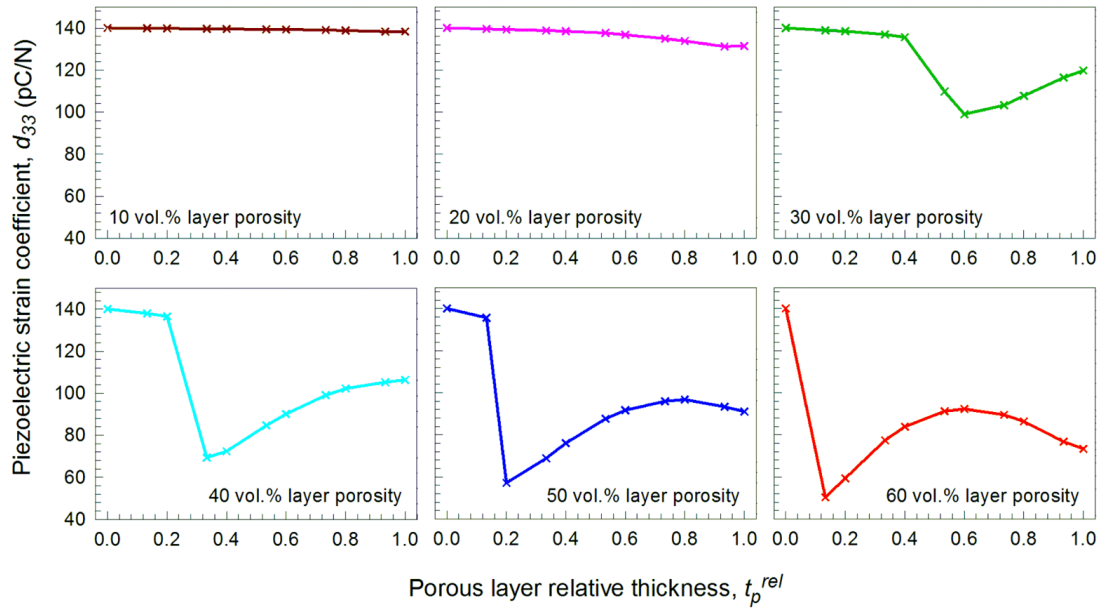 Piezoelectric strain coefficient, d33 (pC/N)
140
120
100
80
60
40
10 vol.% layer porosity
0.0 0.2 0.4 0.6 0.8 1.0
20 vol.% layer porosity
0.0 0.2 0.4 0.6 0.8 1.0
30 vol.% layer porosity
0.0 0.2 0.4 0.6 0.8 1.0
140
120
100
80
60
40
40 vol.% layer porosity
0.0 0.2 0.4 0.6 0.8 1.0
50 vol.% layer porosity
0.0 0.2 0.4 0.6 0.8 1.0
60 vol.% layer porosity
0.0 0.2 0.4 0.6 0.8 1.0
Porous layer relative thickness, tp^rel